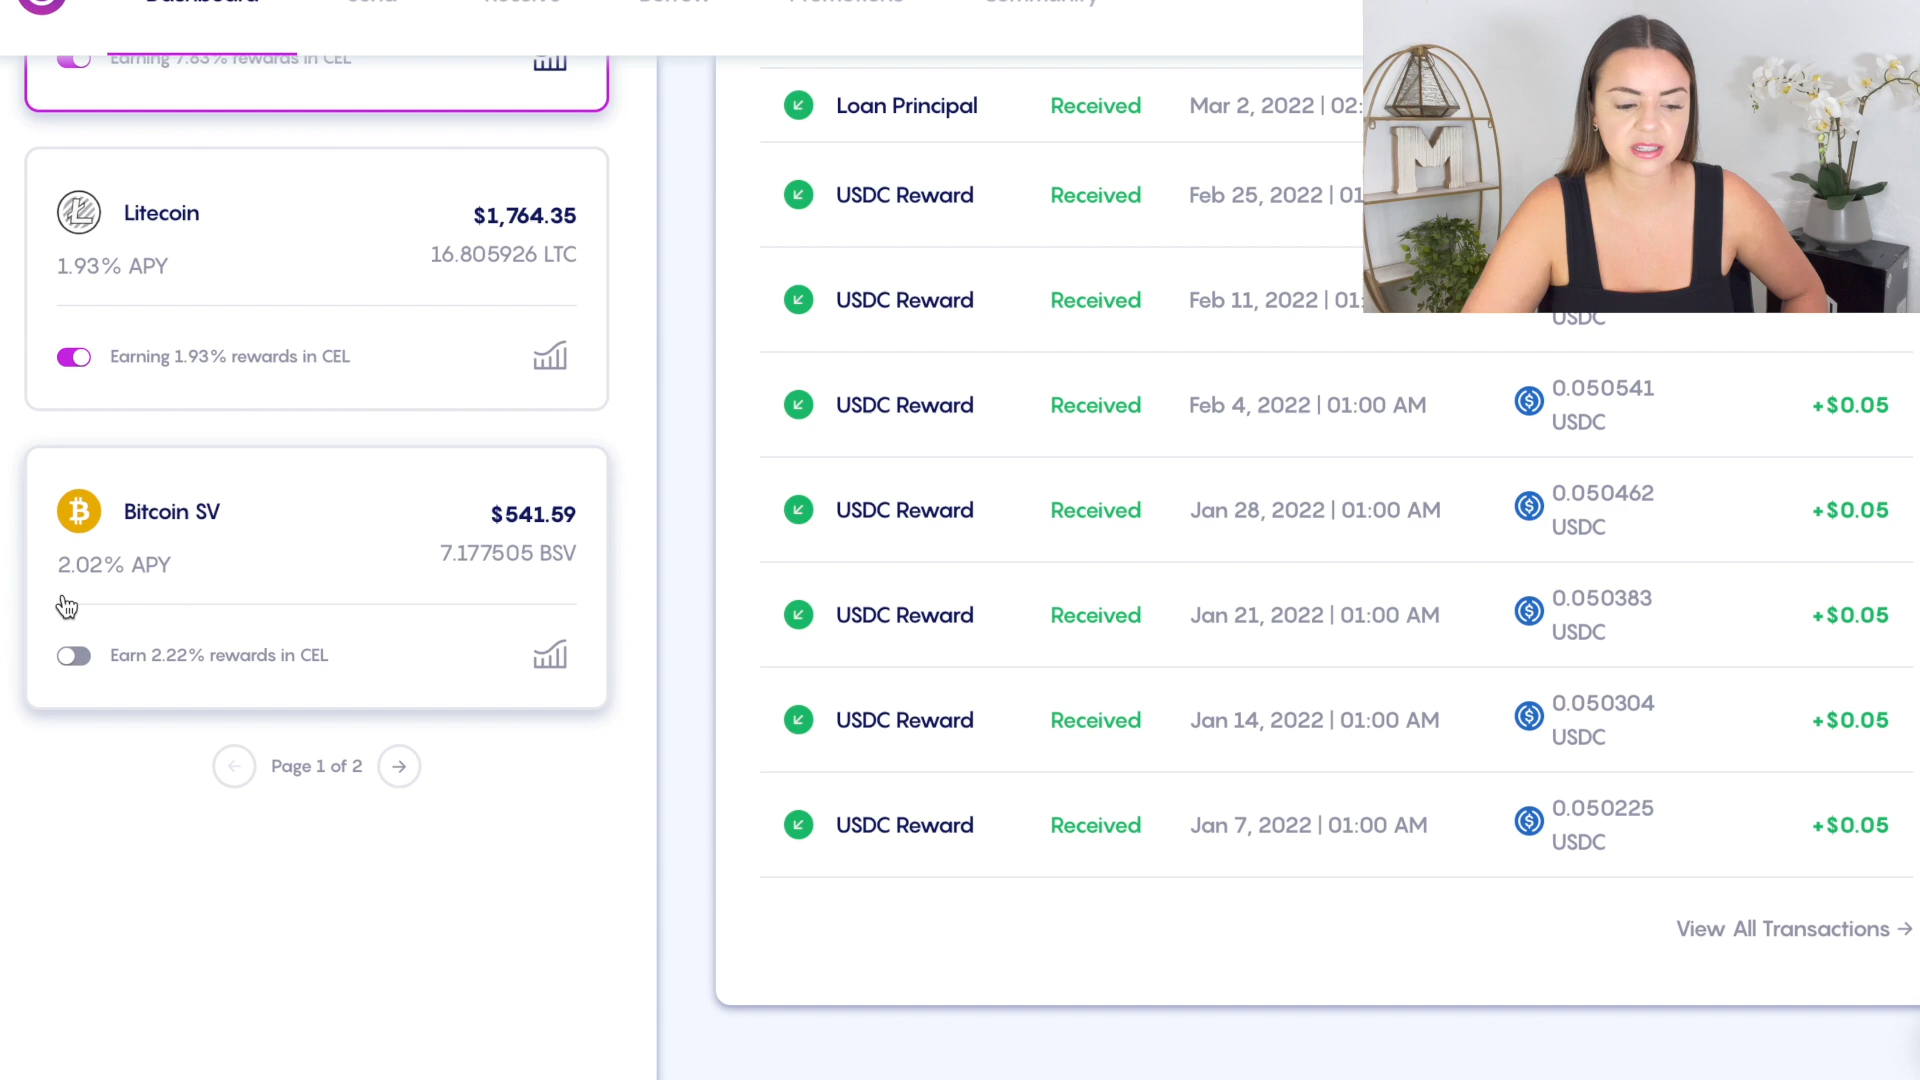 Dashboard
Send
Receive
Borrow
Promotions
Community
Earning 7.83% rewards in CEL
Litecoin
$1,764.35
16.805926 LTC
1.93% APY
Earning 1.93% rewards in CEL
Bitcoin SV
$541.59
7.177505 BSV
2.02% APY
Earn 2.22% rewards in CEL
Page 1 of 2
Loan Principal Received Mar 2, 2022 | 02:
USDC Reward Received Feb 25, 2022 | 01
USDC Reward Received Feb 11, 2022 | 01:
USDC
USDC Reward Received Feb 4, 2022 | 01:00 AM 0.050541 USDC +$0.05
USDC Reward Received Jan 28, 2022 | 01:00 AM 0.050462 USDC +$0.05
USDC Reward Received Jan 21, 2022 | 01:00 AM 0.050383 USDC +$0.05
USDC Reward Received Jan 14, 2022 | 01:00 AM 0.050304 USDC +$0.05
USDC Reward Received Jan 7, 2022 | 01:00 AM 0.050225 USDC +$0.05
View All Transactions →
M